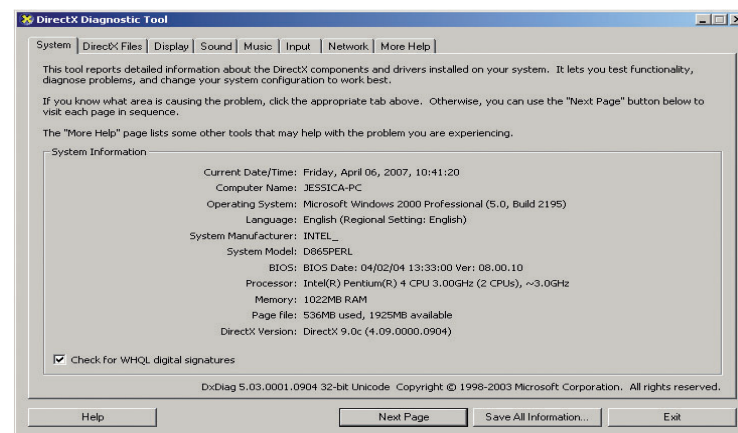 DirectX Diagnostic Tool
System DirectX Files Display Sound Music Input Network More Help
This tool reports detailed information about the DirectX components and drivers installed on your system. It lets you test functionality,
diagnose problems, and change your system configuration to work best.
If you know what area is causing the problem, click the appropriate tab above. Otherwise, you can use the "Next Page" button below to
visit each page in sequence.
The "More Help" page lists some other tools that may help with the problem you are experiencing.
System Information
Current Date/Time: Friday, April 06, 2007, 10:41:20
Computer Name: JESSICA-PC
Operating System: Microsoft Windows 2000 Professional (5.0, Build 2195)
Language: English (Regional Setting: English)
System Manufacturer: INTEL_
System Model: D865PERL
BIOS: BIOS Date: 04/02/04 13:33:00 Ver: 08.00.10
Processor: Intel(R) Pentium(R) 4 CPU 3.00GHz (2 CPUs), ~3.0GHz
Memory: 1022MB RAM
Page file: 536MB used, 1925MB available
DirectX Version: DirectX 9.0c (4.09.0000.0904)
Check for WHQL digital signatures
DxDiag 5.03.0001.0904 32-bit Unicode Copyright © 1998-2003 Microsoft Corporation. All rights reserved.
Help Next Page Save All Information... Exit